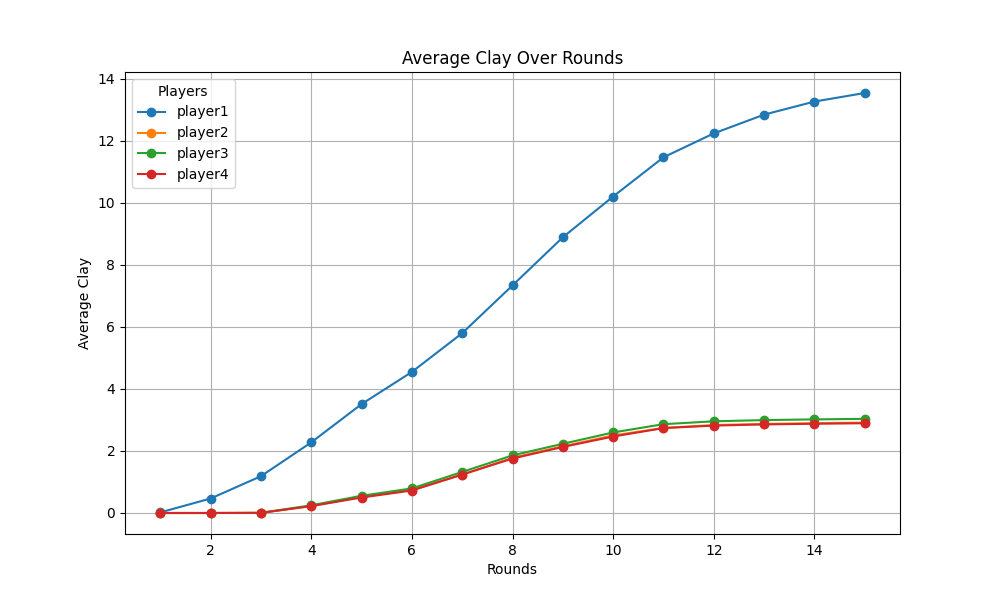 Average Clay Over Rounds
Players
player1
player2
player3
player4
Average Clay
14
12
10
8
6
4
2
0
2 4 6 8 10 12 14
Rounds